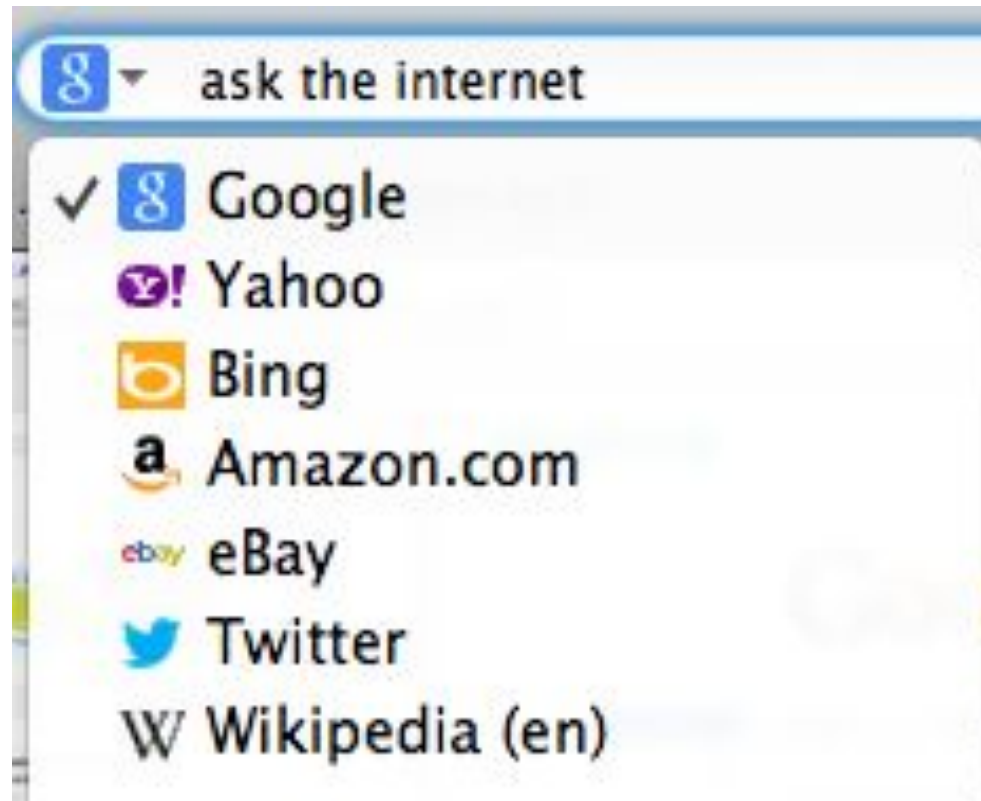 ask the internet
Google
Yahoo
Bing
Amazon.com
eBay
Twitter
Wikipedia (en)